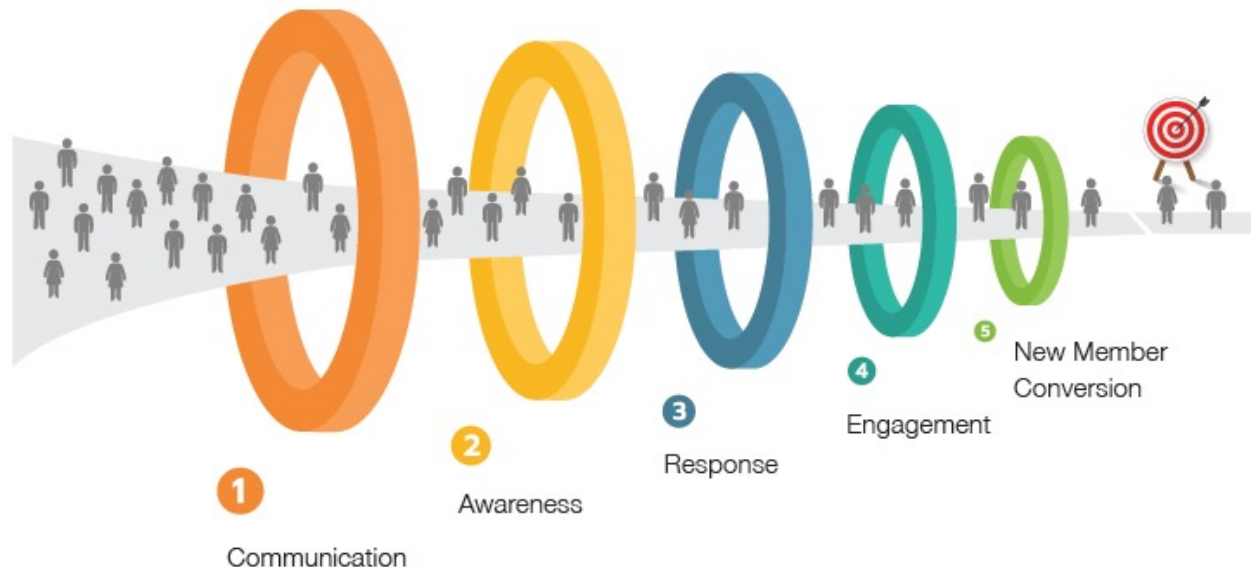 1
Communication
2
Awareness
3
Response
4
Engagement
5
New Member
Conversion